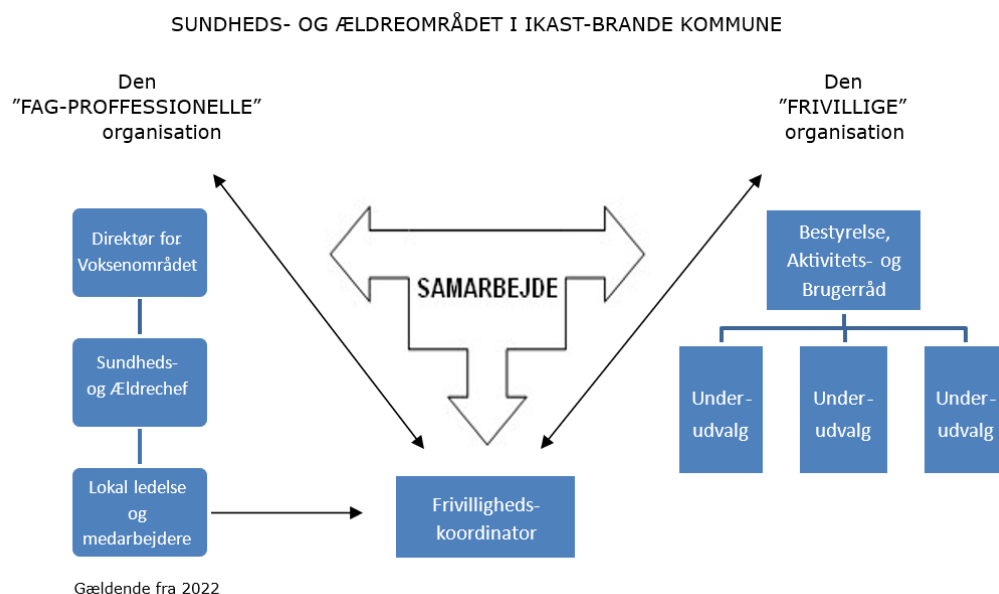 SUNDHEDS- OG ÆLDREOMRÅDET I IKAST-BRANDE KOMMUNE
Den
”FAG-PROFFESSIONELLE”
organisation
Den
”FRIVILLIGE”
organisation
Direktør for
Voksenområdet
Sundheds-
og Ældrechef
Lokal ledelse
og
medarbejdere
SAMARBEJDE
Frivilligheds-
koordinator
Bestyrelse,
Aktivitets- og
Brugerråd
Under-
udvalg
Under-
udvalg
Under-
udvalg
Gældende fra 2022